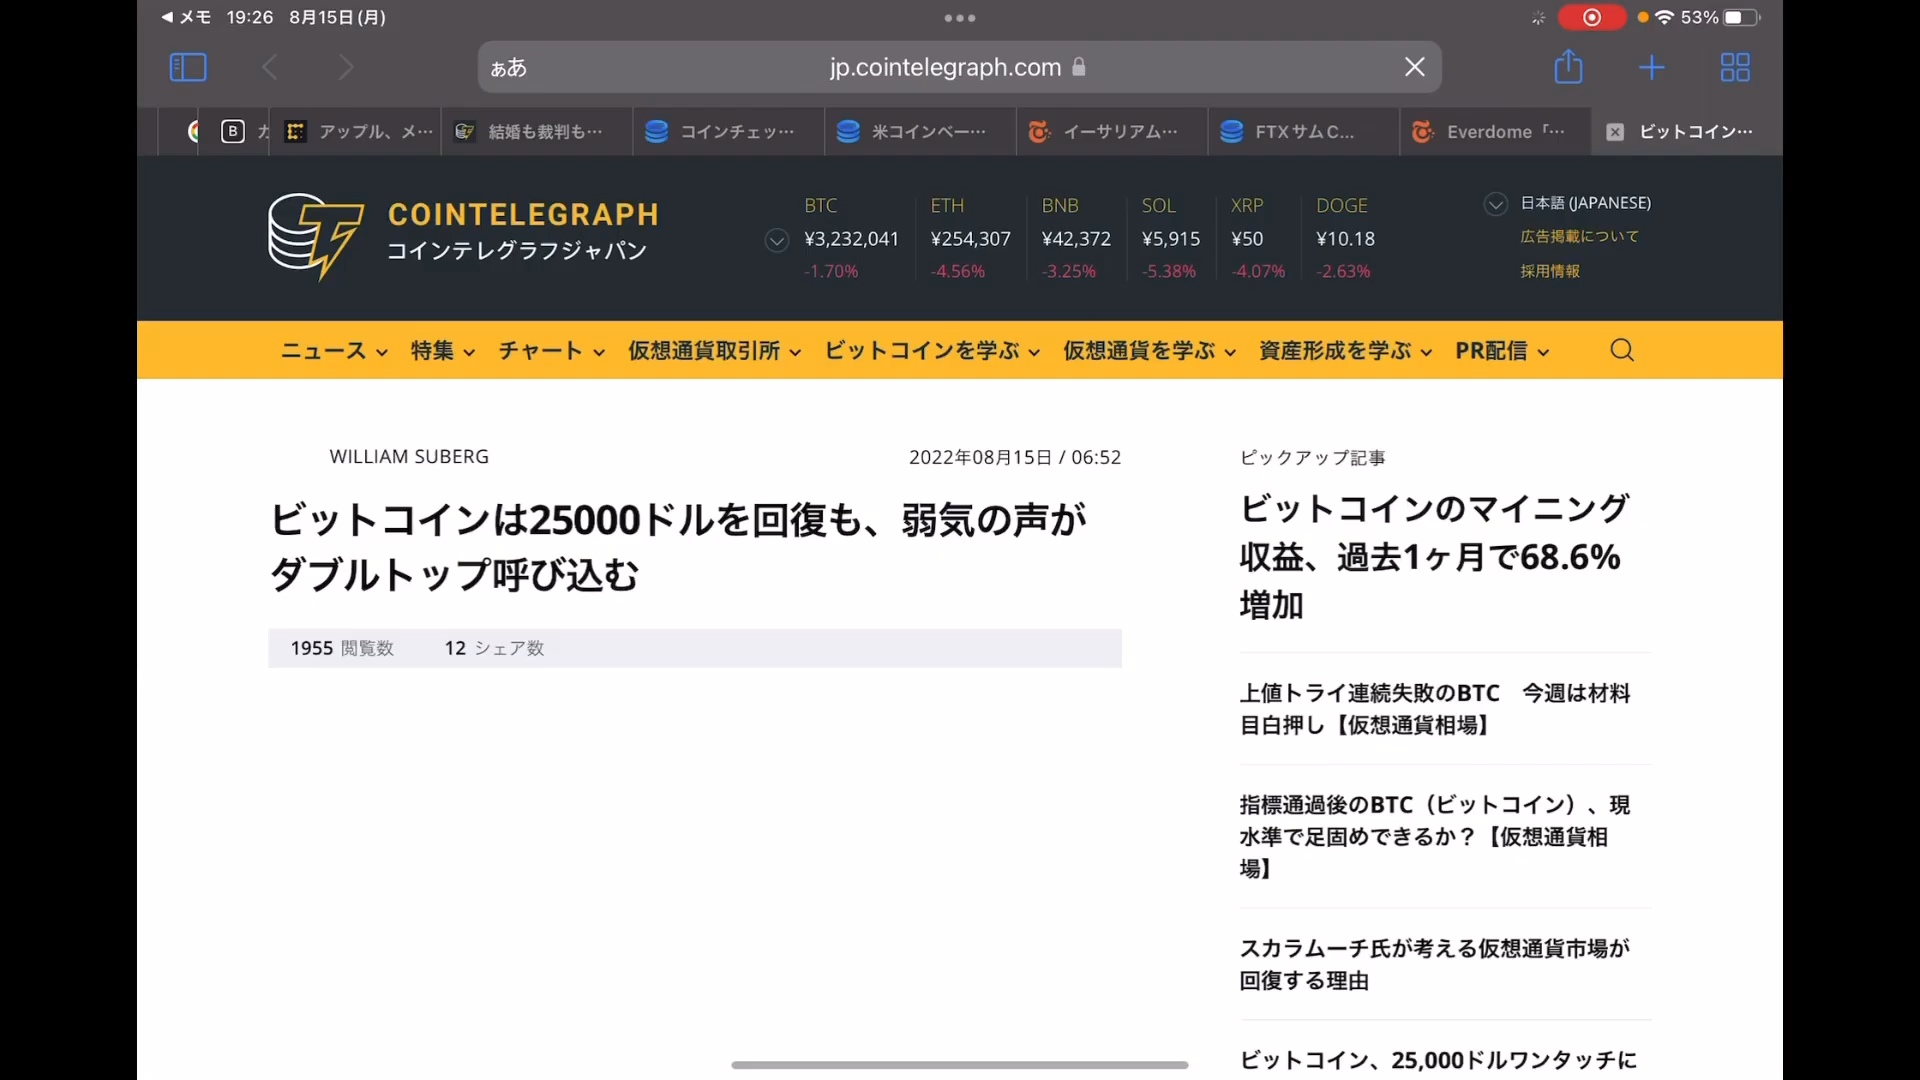 ◀ メモ 19:26 8月15日(月)
53%
ぁあ
jp.cointelegraph.com
B
アップル、メ…
結婚も裁判も…
コインチェッ…
米コインベー…
イーサリアム…
FTXサムC…
Everdome「…
ビットコイン…
COINTELEGRAPH
コインテレグラフジャパン
BTC ETH BNB SOL XRP DOGE
¥3,232,041 ¥254,307 ¥42,372 ¥5,915 ¥50 ¥10.18
-1.70% -4.56% -3.25% -5.38% -4.07% -2.63%
日本語 (JAPANESE)
広告掲載について
採用情報
ニュース 特集 チャート 仮想通貨取引所 ビットコインを学ぶ 仮想通貨を学ぶ 資産形成を学ぶ PR配信
WILLIAM SUBERG
2022年08月15日 / 06:52
ビットコインは25000ドルを回復も、弱気の声が
ダブルトップ呼び込む
1955 閲覧数 12 シェア数
ピックアップ記事
ビットコインのマイニング
収益、過去1ヶ月で68.6%
増加
上値トライ連続失敗のBTC　今週は材料
目白押し【仮想通貨相場】
指標通過後のBTC（ビットコイン）、現
水準で足固めできるか？【仮想通貨相
場】
スカラムーチ氏が考える仮想通貨市場が
回復する理由
ビットコイン、25,000ドルワンタッチに